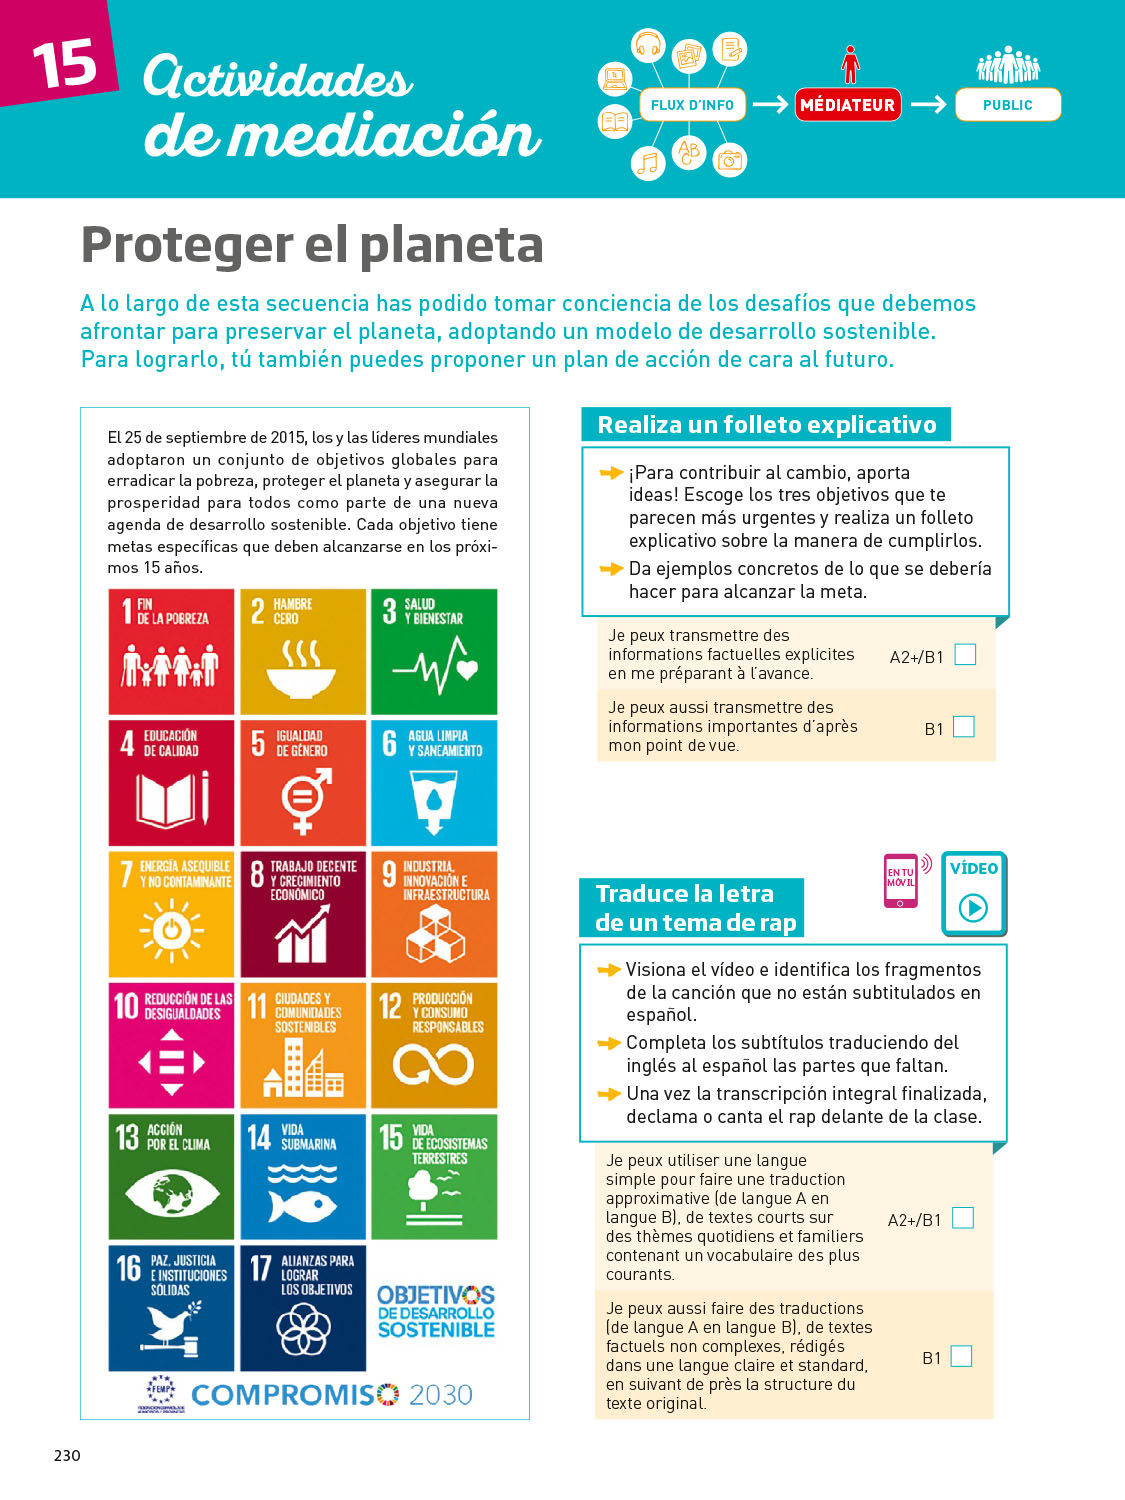 15
Actividades
de mediación
FLUX D'INFO
MÉDIATEUR
PUBLIC
AB
C
Proteger el planeta
A lo largo de esta secuencia has podido tomar conciencia de los desafíos que debemos
afrontar para preservar el planeta, adoptando un modelo de desarrollo sostenible.
Para lograrlo, tú también puedes proponer un plan de acción de cara al futuro.
El 25 de septiembre de 2015, los y las líderes mundiales
adoptaron un conjunto de objetivos globales para
erradicar la pobreza, proteger el planeta y asegurar la
prosperidad para todos como parte de una nueva
agenda de desarrollo sostenible. Cada objetivo tiene
metas específicas que deben alcanzarse en los próxi-
mos 15 años.
1 FIN
DE LA POBREZA
2 HAMBRE
CERO
3 SALUD
Y BIENESTAR
4 EDUCACIÓN
DE CALIDAD
5 IGUALDAD
DE GÉNERO
6 AGUA LIMPIA
Y SANEAMIENTO
7 ENERGÍA ASEQUIBLE
Y NO CONTAMINANTE
8 TRABAJO DECENTE
Y CRECIMIENTO
ECONÓMICO
9 INDUSTRIA,
INNOVACIÓN E
INFRAESTRUCTURA
10 REDUCCIÓN DE LAS
DESIGUALDADES
11 CIUDADES Y
COMUNIDADES
SOSTENIBLES
12 PRODUCCIÓN
Y CONSUMO
RESPONSABLES
13 ACCIÓN
POR EL CLIMA
14 VIDA
SUBMARINA
15 VIDA
DE ECOSISTEMAS
TERRESTRES
16 PAZ, JUSTICIA
E INSTITUCIONES
SÓLIDAS
17 ALIANZAS PARA
LOGRAR
LOS OBJETIVOS
OBJETIVOS
DE DESARROLLO
SOSTENIBLE
FEMP
COMPROMISO 2030
Realiza un folleto explicativo
¡Para contribuir al cambio, aporta
ideas! Escoge los tres objetivos que te
parecen más urgentes y realiza un folleto
explicativo sobre la manera de cumplirlos.
Da ejemplos concretos de lo que se debería
hacer para alcanzar la meta.
Je peux transmettre des
informations factuelles explicites
en me préparant à l'avance.
A2+/B1
Je peux aussi transmettre des
informations importantes d'après
mon point de vue.
B1
EN TU
MÓVIL
VÍDEO
Traduce la letra
de un tema de rap
Visiona el vídeo e identifica los fragmentos
de la canción que no están subtitulados en
español.
Completa los subtítulos traduciendo del
inglés al español las partes que faltan.
Una vez la transcripción integral finalizada,
declama o canta el rap delante de la clase.
Je peux utiliser une langue
simple pour faire une traduction
approximative (de langue A en
langue B), de textes courts sur
des thèmes quotidiens et familiers
contenant un vocabulaire des plus
courants.
A2+/B1
Je peux aussi faire des traductions
(de langue A en langue B), de textes
factuels non complexes, rédigés
dans une langue claire et standard,
en suivant de près la structure du
texte original.
B1
230